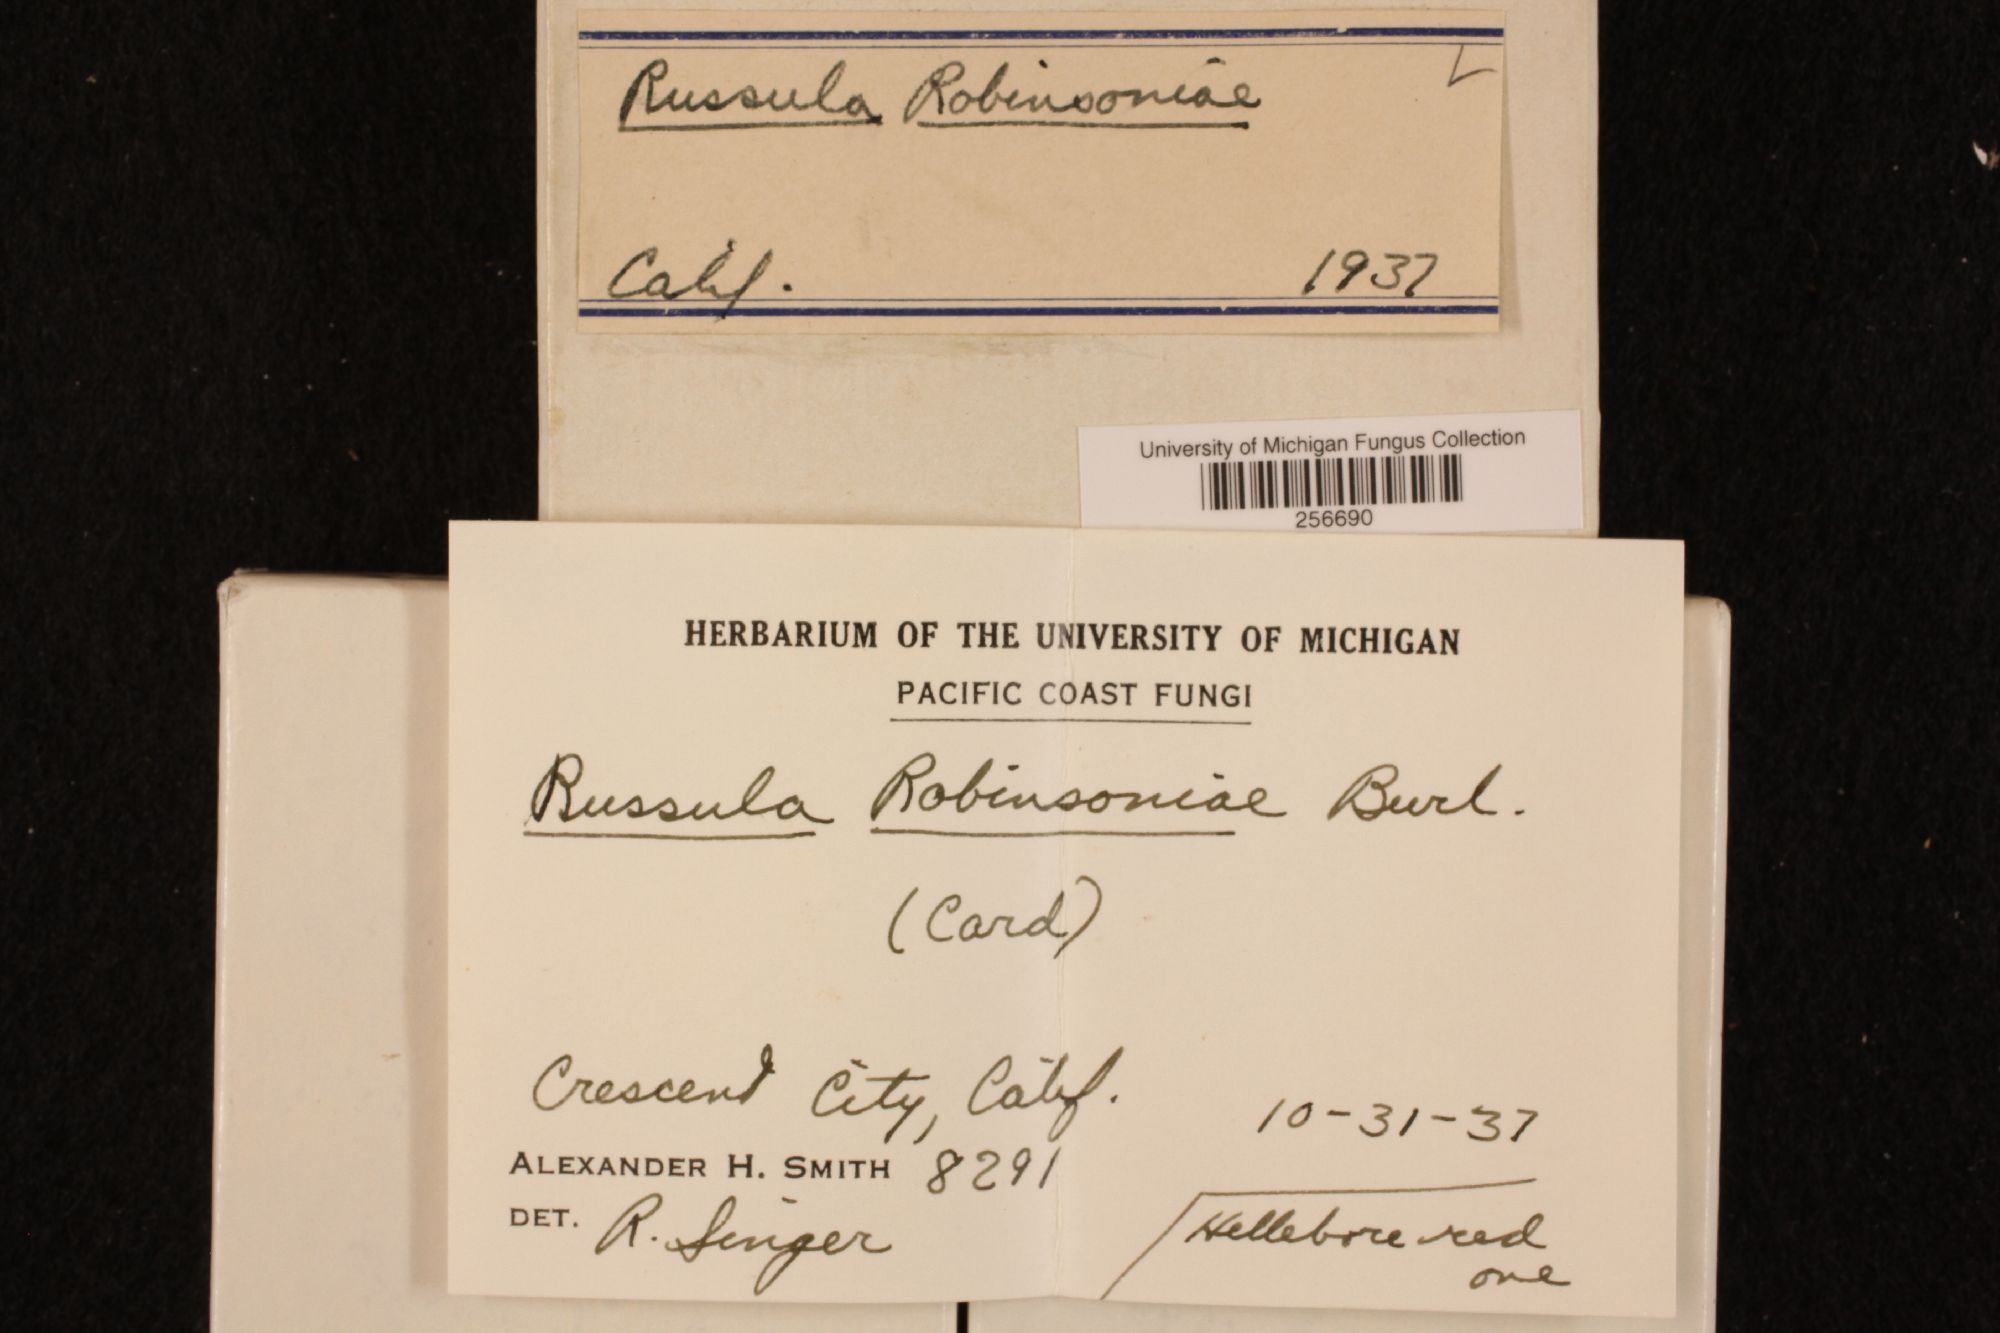 Russula Robinsoniae
Calif. 1937
University of Michigan Fungus Collection
256690
HERBARIUM OF THE UNIVERSITY OF MICHIGAN
PACIFIC COAST FUNGI
Russula Robinsoniae Burl.
(Card)
Crescent City, Calif. 10-31-37
ALEXANDER H. SMITH 8291
DET. R. Singer
Hellebore red
one